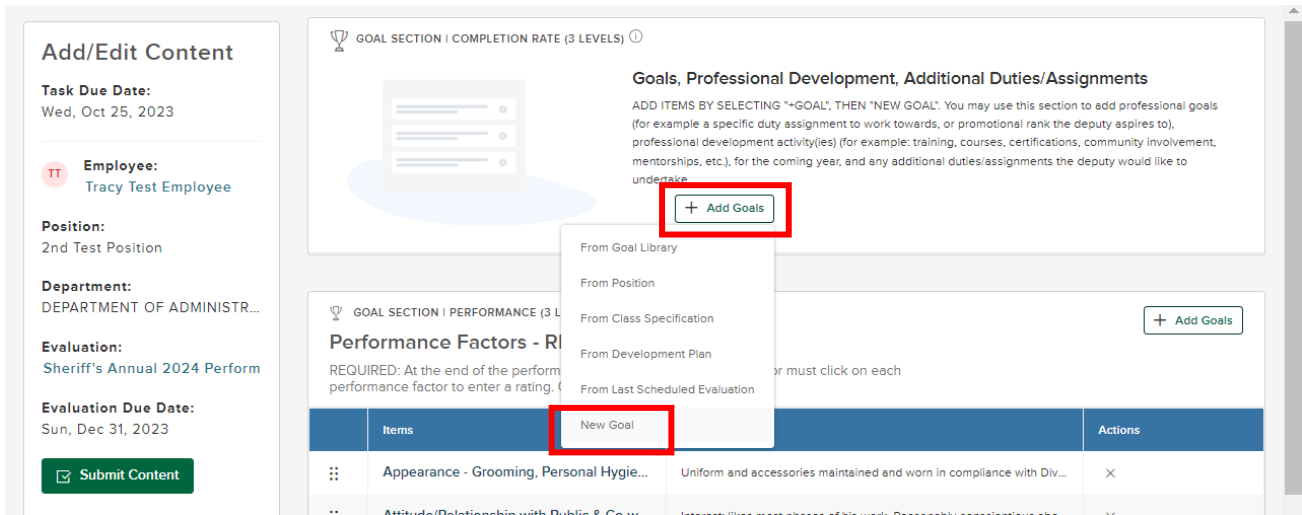 Add/Edit Content
Task Due Date:
Wed, Oct 25, 2023
TT
Employee:
Tracy Test Employee
Position:
2nd Test Position
Department:
DEPARTMENT OF ADMINISTR...
Evaluation:
Sheriff's Annual 2024 Perform
Evaluation Due Date:
Sun, Dec 31, 2023
Submit Content
GOAL SECTION | COMPLETION RATE (3 LEVELS)
Goals, Professional Development, Additional Duties/Assignments
ADD ITEMS BY SELECTING "+GOAL", THEN "NEW GOAL". You may use this section to add professional goals
(for example a specific duty assignment to work towards, or promotional rank the deputy aspires to),
professional development activity(ies) (for example: training, courses, certifications, community involvement,
mentorships, etc.), for the coming year, and any additional duties/assignments the deputy would like to
undertake
+ Add Goals
From Goal Library
From Position
From Class Specification
From Development Plan
From Last Scheduled Evaluation
New Goal
GOAL SECTION | PERFORMANCE (3 L
+ Add Goals
Performance Factors - R
REQUIRED: At the end of the perform or must click on each
performance factor to enter a rating.
Items
Actions
Appearance - Grooming, Personal Hygie...
Uniform and accessories maintained and worn in compliance with Div...